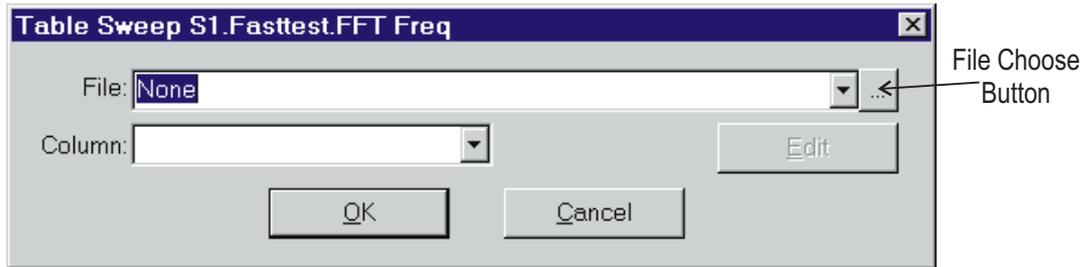 Table Sweep S1.Fasttest.FFT Freq
File: None ...
File Choose
Button
Column:
Edit
OK
Cancel